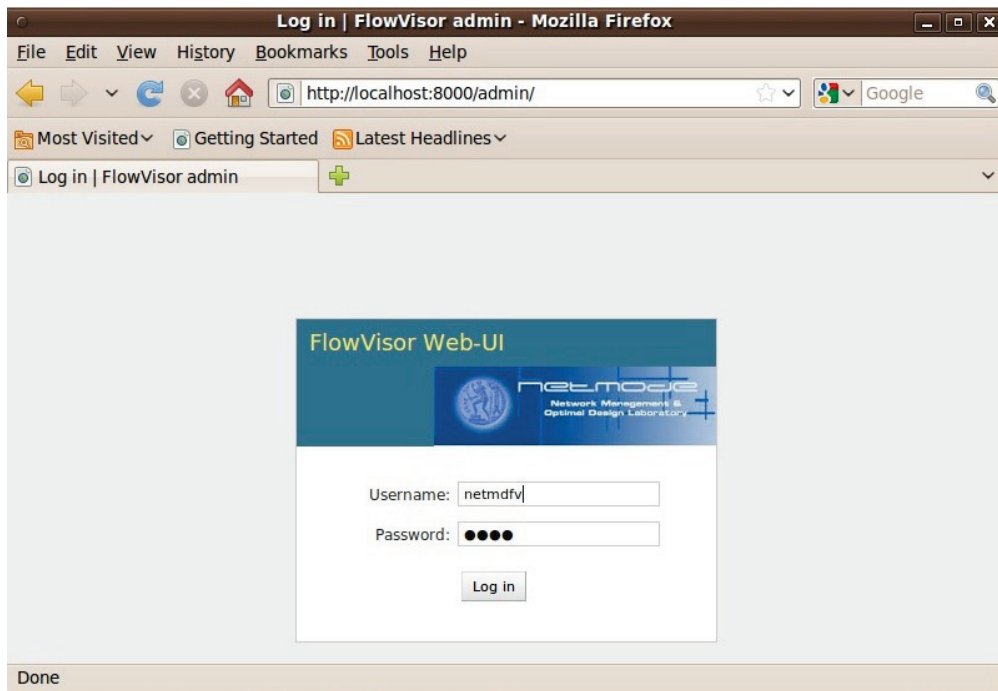 Log in | FlowVisor admin - Mozilla Firefox
File Edit View History Bookmarks Tools Help
http://localhost:8000/admin/
Google
Most Visited Getting Started Latest Headlines
Log in | FlowVisor admin
FlowVisor Web-UI
netmode
Network Management &
Optimal Design Laboratory
Username: netmdfv
Password: ●●●●
Log in
Done